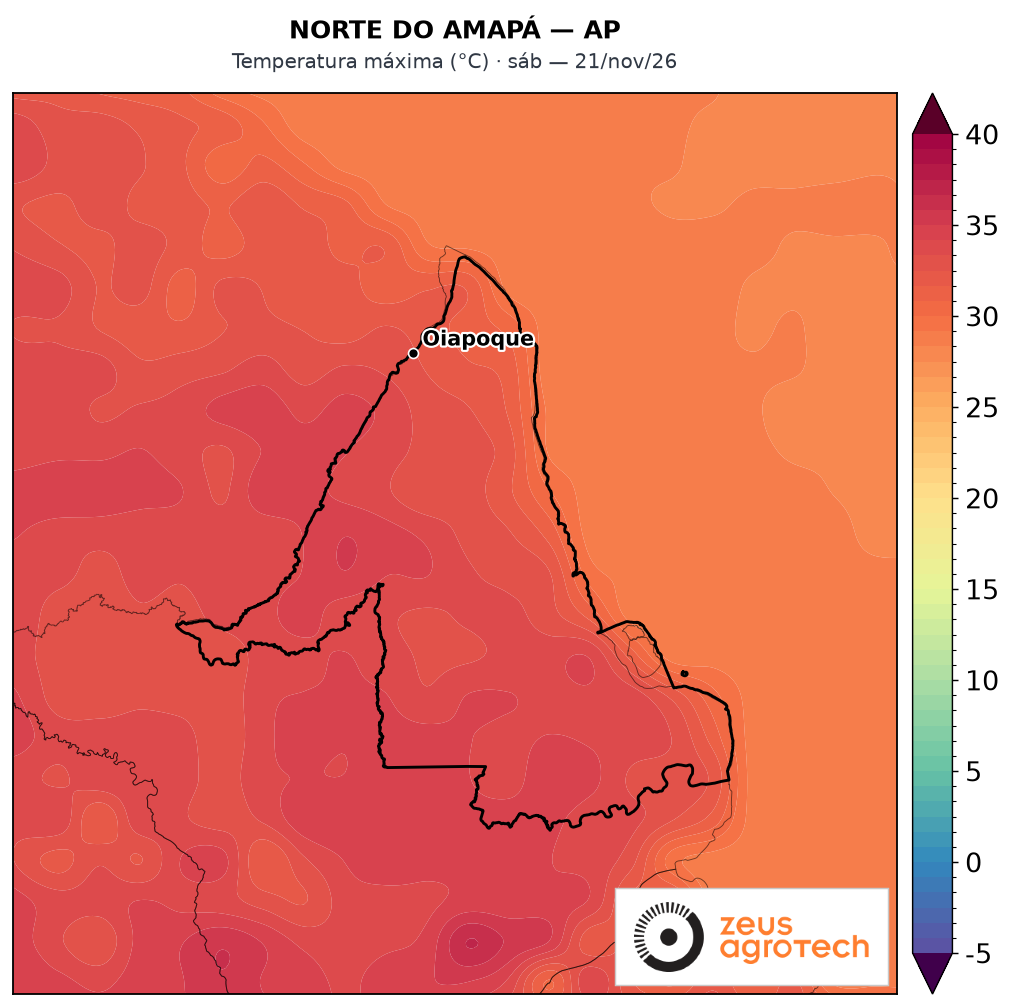 NORTE DO AMAPÁ — AP
Temperatura máxima (°C) · sáb — 21/nov/26
Oiapoque
40
35
30
25
20
15
10
5
0
-5
zeus
agrotech